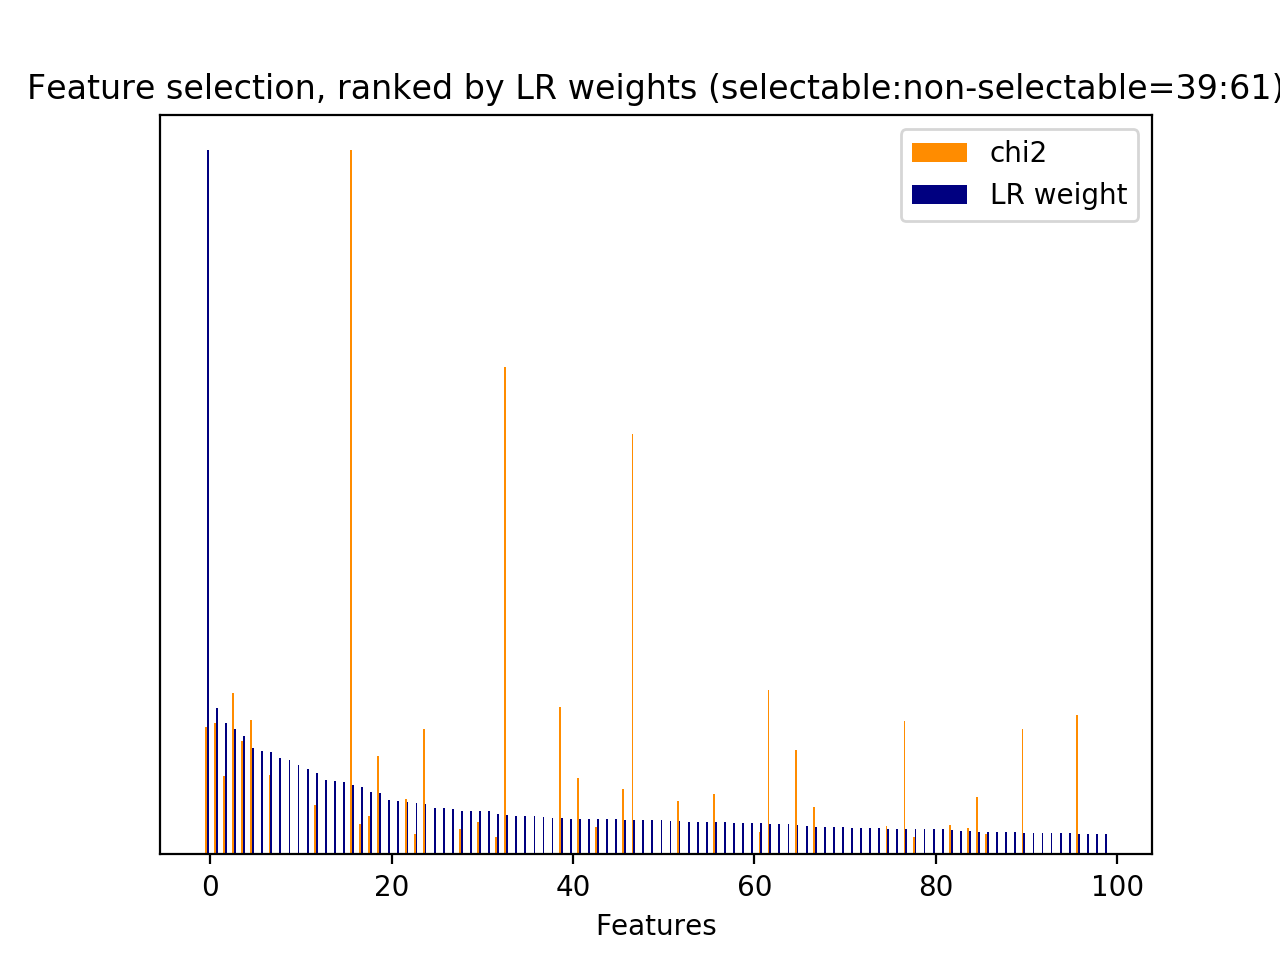 Feature selection, ranked by LR weights (selectable:non-selectable=39:61)
chi2
LR weight
0 20 40 60 80 100
Features